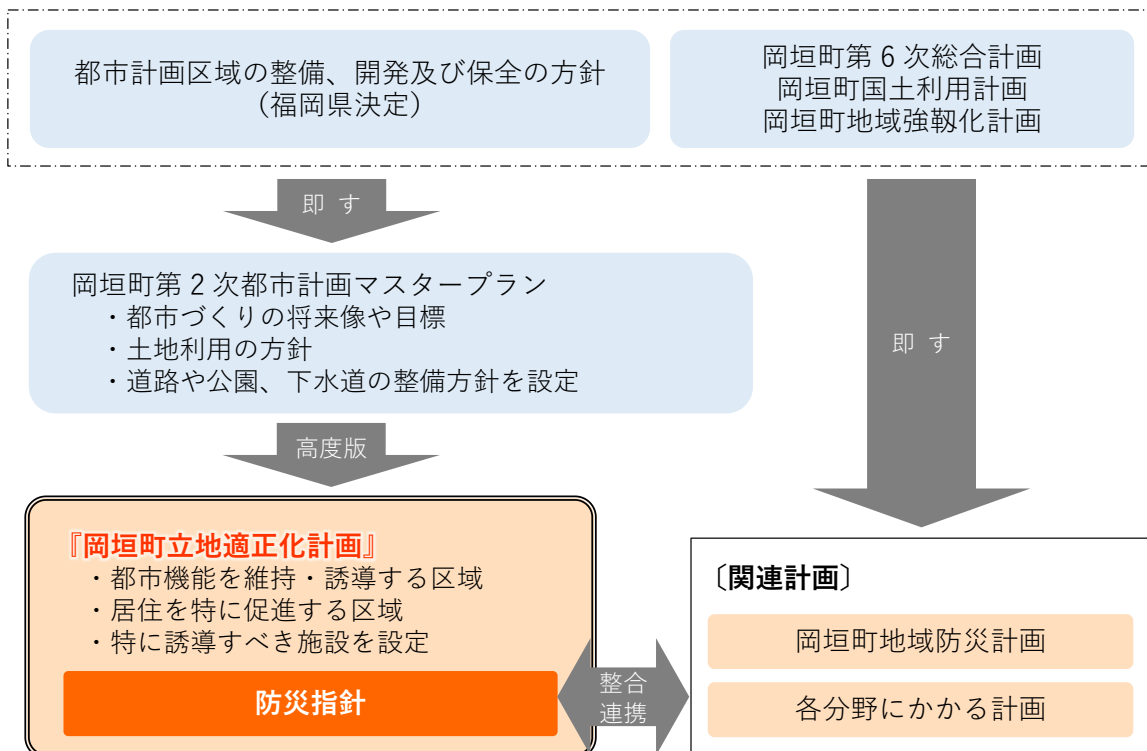 都市計画区域の整備、開発及び保全の方針
(福岡県決定)
岡垣町第6次総合計画
岡垣町国土利用計画
岡垣町地域強靱化計画
即す
岡垣町第2次都市計画マスタープラン
・都市づくりの将来像や目標
・土地利用の方針
・道路や公園、下水道の整備方針を設定
即す
高度版
『岡垣町立地適正化計画』
・都市機能を維持・誘導する区域
・居住を特に促進する区域
・特に誘導すべき施設を設定
防災指針
整合
連携
〔関連計画〕
岡垣町地域防災計画
各分野にかかる計画